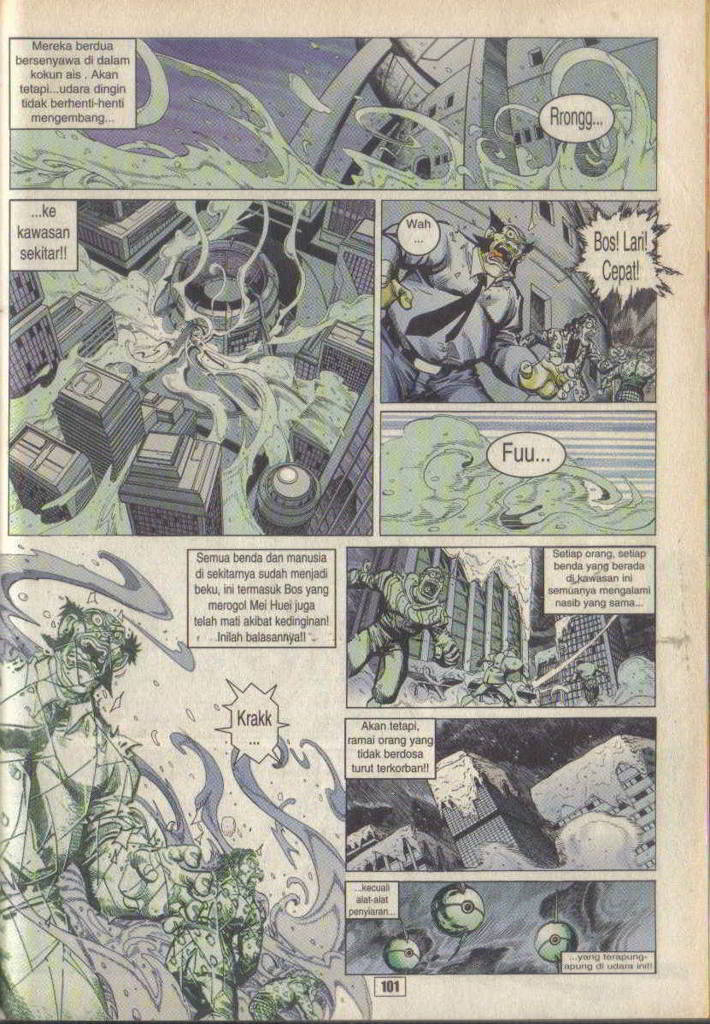 Mereka berdua
bersenyawa di dalam
kokun ais . Akan
tetapi...udara dingin
tidak berhenti-henti
mengembang...
Rrongg...
...ke
kawasan
sekitar!!
Wah
...
Bos! Lari!
Cepat!
Fuu...
Semua benda dan manusia
di sekitarnya sudah menjadi
beku, ini termasuk Bos yang
merogol Mei Huei juga
telah mati akibat kedinginan!
Inilah balasannya!!
Krakk
...
Setiap orang, setiap
benda yang berada
di kawasan ini
semuanya mengalami
nasib yang sama...
Akan tetapi,
ramai orang yang
tidak berdosa
turut terkorban!!
...kecuali
alat-alat
penyiaran...
...yang terapung-
apung di udara ini!!
101